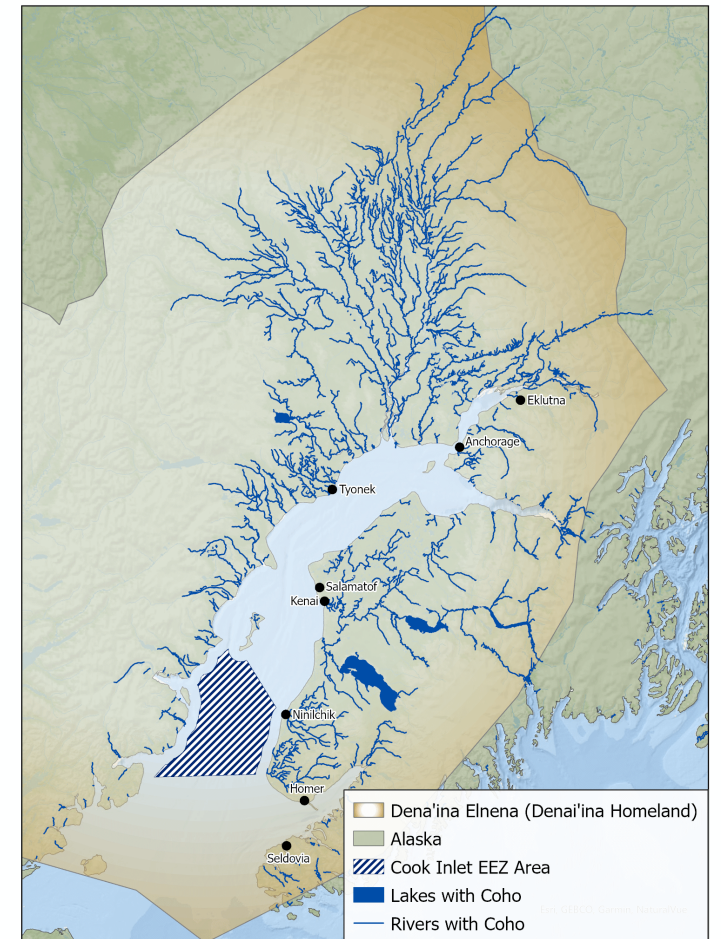 Eklutna
Anchorage
Tyonek
Salamatof
Kenai
Ninilchik
Homer
Seldovia
Dena'ina Elnena (Denai'ina Homeland)
Alaska
Cook Inlet EEZ Area
Lakes with Coho
Rivers with Coho